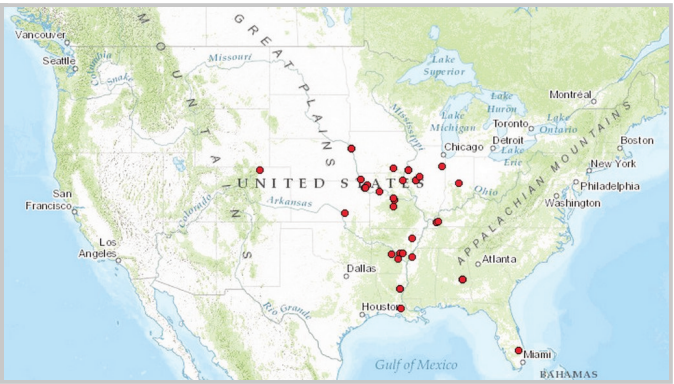 Vancouver
Seattle
Columbia
Snake
MOUNTAINS
GREAT PLAINS
Missouri
Mississippi
Lake
Superior
Lake
Michigan
Lake
Huron
Montréal
Toronto
Lake
Ontario
Detroit
Lake
Erie
Chicago
Boston
New York
Philadelphia
Washington
UNITED STATES
Ohio
APPALACHIAN MOUNTAINS
San
Francisco
Colorado
Arkansas
Los
Angeles
Dallas
Atlanta
Rio Grande
Houston
Gulf of Mexico
Miami
BAHAMAS